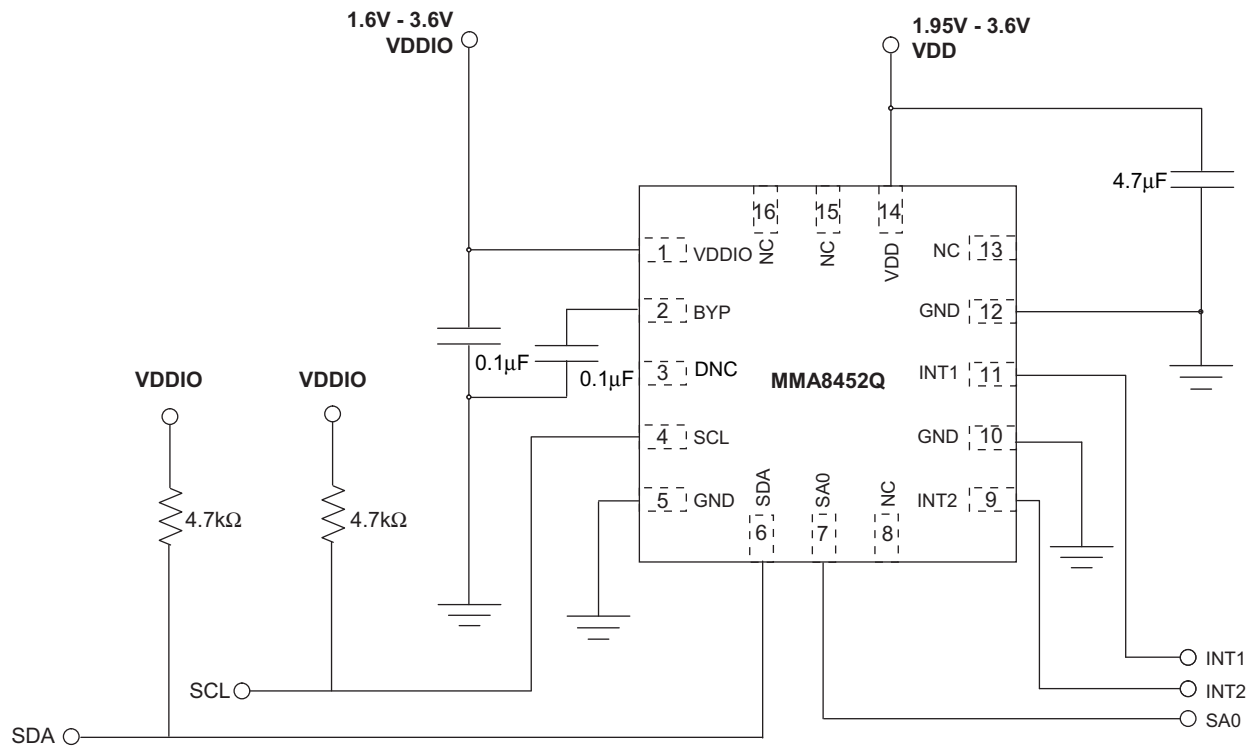 1.6V - 3.6V
VDDIO
1.95V - 3.6V
VDD
4.7µF
16
NC
15
NC
14
VDD
1
VDDIO
NC
13
2
BYP
GND
12
0.1µF
0.1µF
3
DNC
MMA8452Q
INT1
11
VDDIO
VDDIO
4
SCL
GND
10
5
GND
SDA
6
SA0
7
NC
8
INT2
9
4.7kΩ
4.7kΩ
INT1
INT2
SA0
SCL
SDA